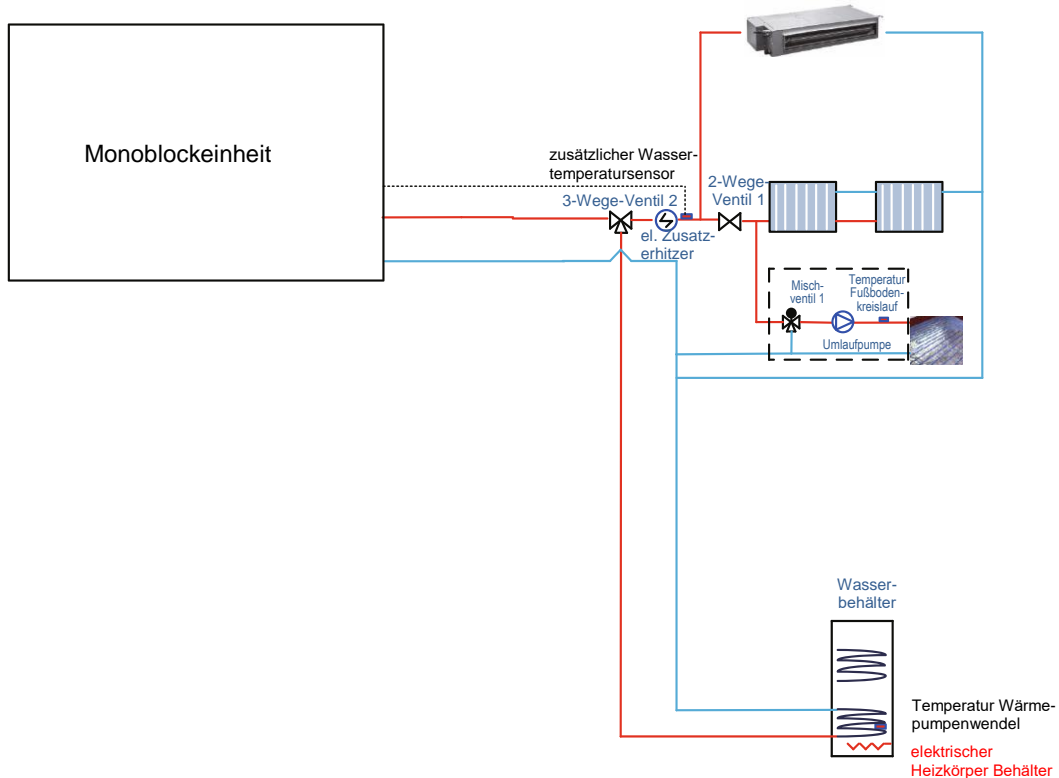 Monoblockeinheit
zusätzlicher Wasser-
temperatursensor
3-Wege-Ventil 2
2-Wege-
Ventil 1
el. Zusatz-
erhitzer
Misch-
ventil 1
Temperatur
Fußboden-
kreislauf
Umlaufpumpe
Wasser-
behälter
Temperatur Wärme-
pumpenwendel
elektrischer
Heizkörper Behälter